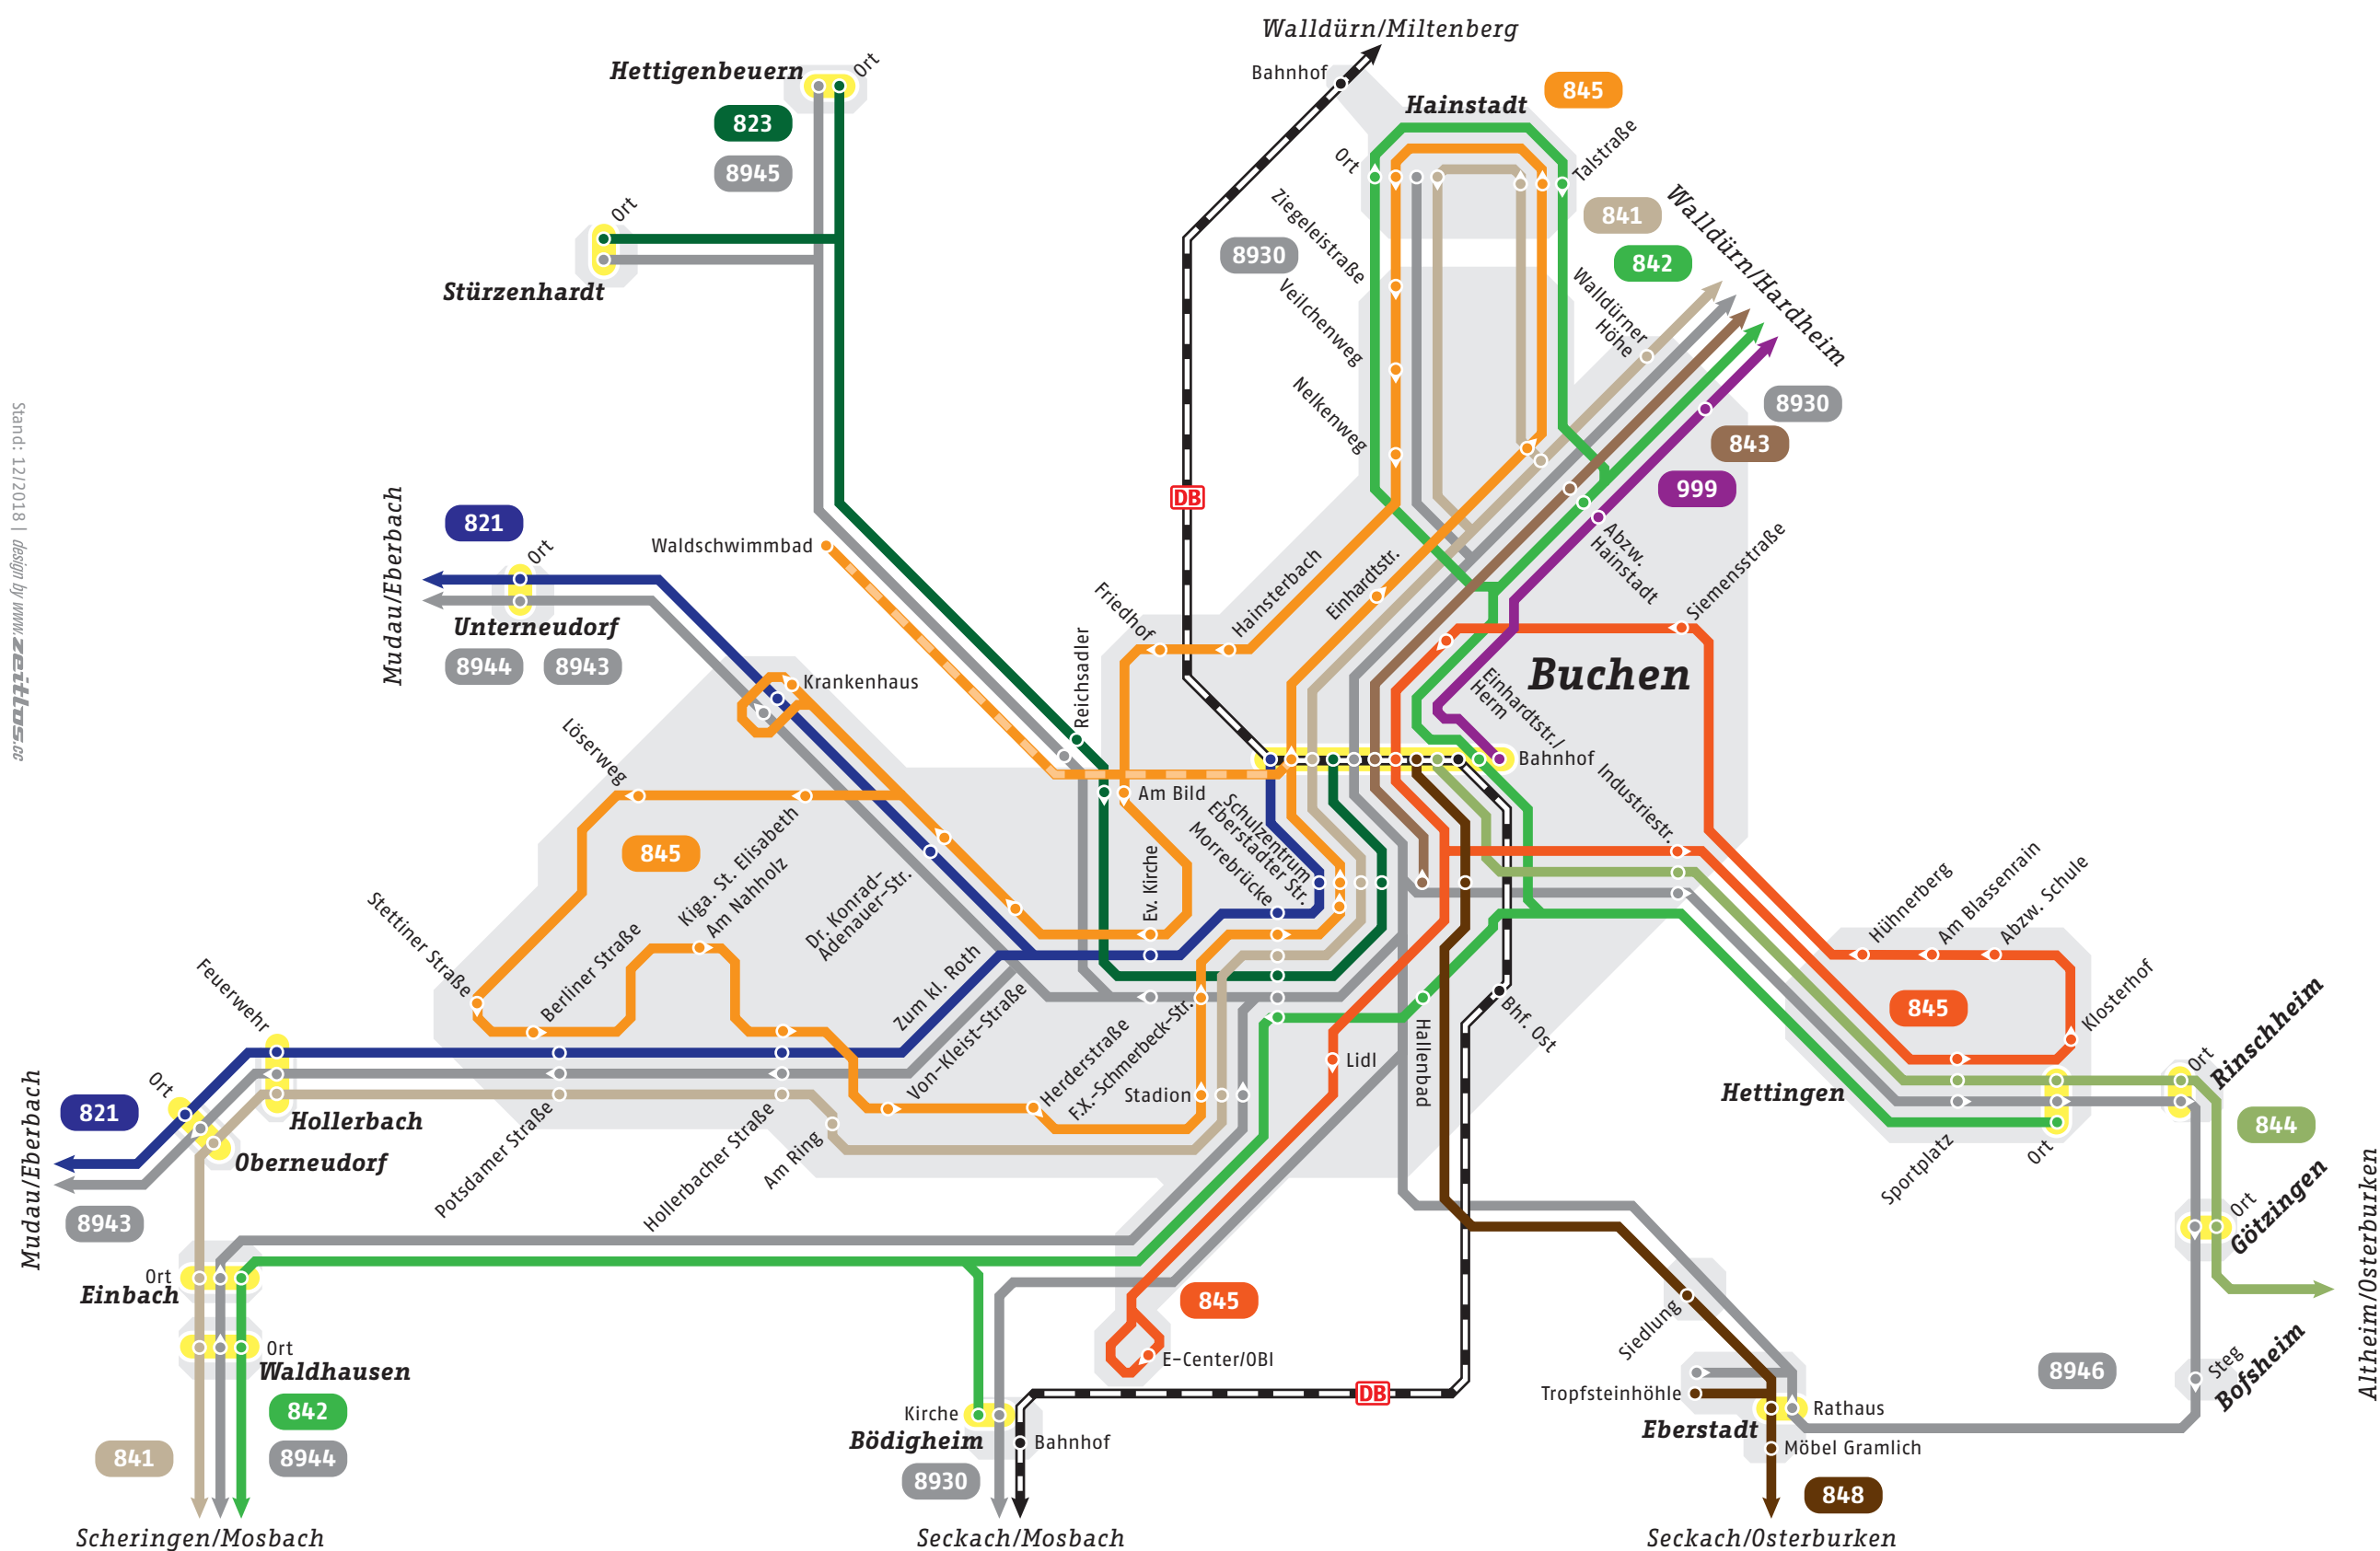 Walldürn/Miltenberg
Bahnhof
Hettigenbeuern
Ort
823
8945
Hainstadt
845
Ort
Talstraße
841
842
8930
Ziegeleistraße
Veilchenweg
Nelkenweg
Walldürner
Höhe
Walldürn/Hardheim
8930
843
999
Ort
Stürzenhardt
Stand: 12/2018 | design by www.zeitlos.cc
Mudau/Eberbach
821
Ort
Unterneudorf
8944
8943
Waldschwimmbad
DB
Abzw.
Hainstadt
Siemensstraße
Friedhof
Hainsterbach
Einhardtstr.
Reichsadler
Krankenhaus
Löserweg
Buchen
Einhardtstr./
Herm
Bahnhof
Industriestr.
Am Bild
Schulzentrum
Eberstadter Str.
Morrebrücke
845
Kiga. St. Elisabeth
Am Nahholz
Dr. Konrad-
Adenauer-Str.
Ev. Kirche
Stettiner Straße
Berliner Straße
Feuerwehr
Zum kl. Roth
Von-Kleist-Straße
Herderstraße
F.X.-Schmerbeck-Str.
Stadion
Lidl
Hallenbad
Bhf. Ost
Hühnerberg
Am Blassenrain
Abzw. Schule
845
Klosterhof
Hettingen
Sportplatz
Ort
Ort
Rinschheim
844
Ort
Götzingen
Altheim/Osterburken
Mudau/Eberbach
821
8943
Ort
Hollerbach
Oberneudorf
Potsdamer Straße
Hollerbacher Straße
Am Ring
Ort
Einbach
Ort
Waldhausen
842
8944
841
Scheringen/Mosbach
845
E-Center/OBI
Kirche
Bödigheim
Bahnhof
8930
DB
Seckach/Mosbach
Siedlung
Tropfsteinhöhle
Eberstadt
Rathaus
Möbel Gramlich
848
Seckach/Osterburken
8946
Steg
Bofsheim